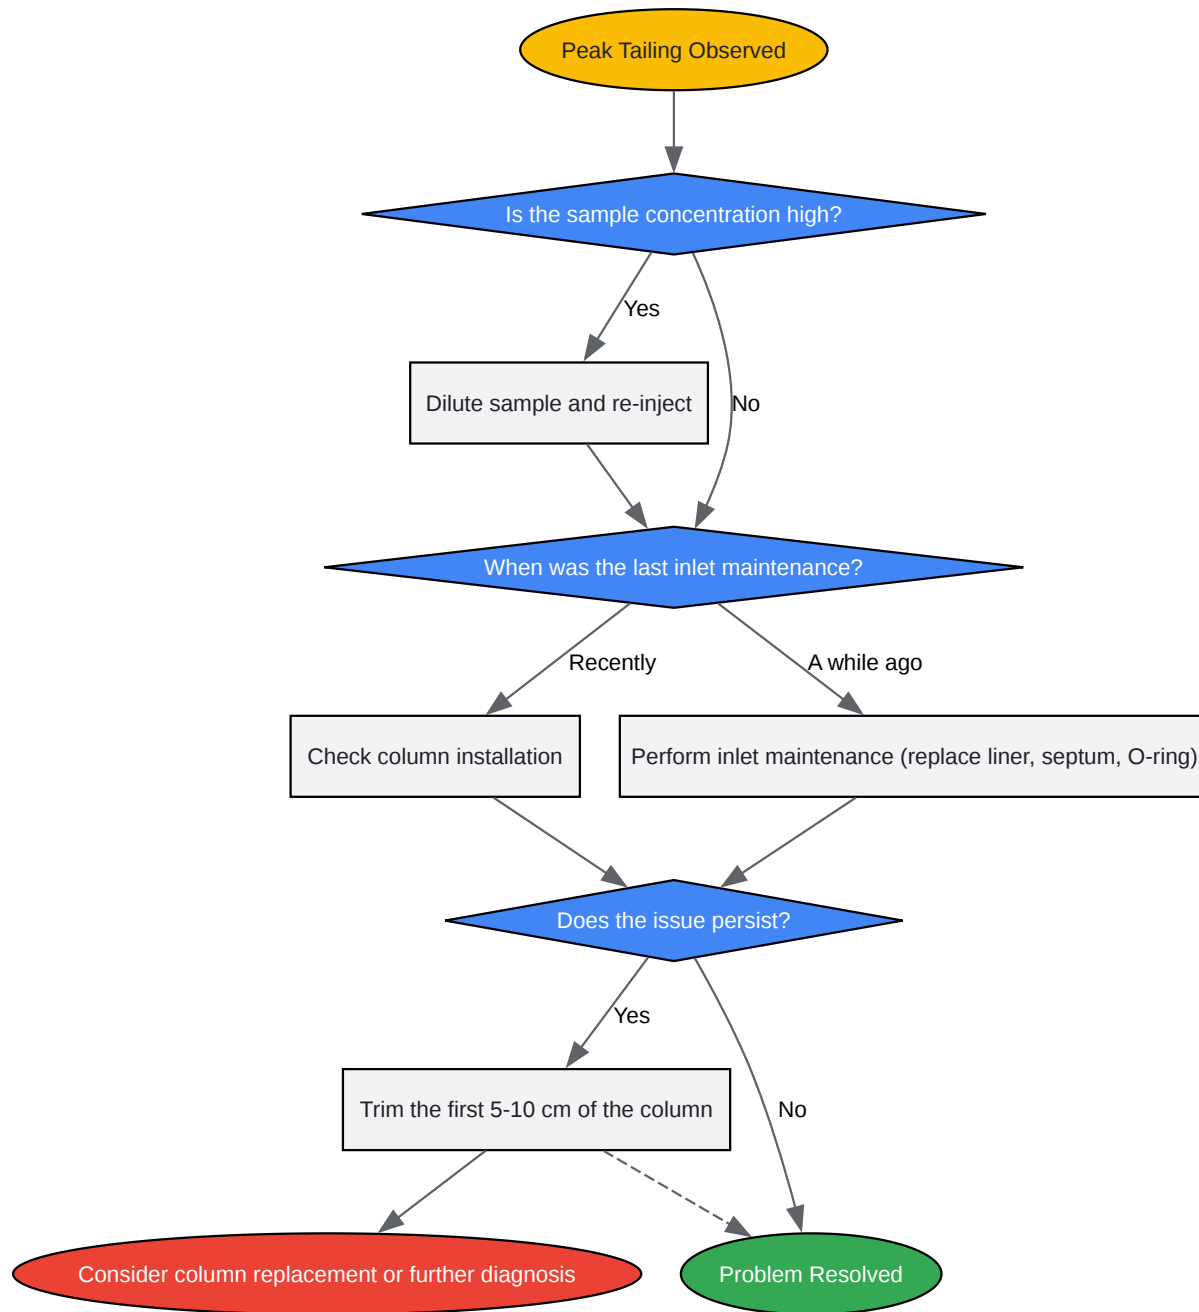 Peak Tailing Observed
Is the sample concentration high?
Yes
Dilute sample and re-inject
No
When was the last inlet maintenance?
Recently
A while ago
Check column installation
Perform inlet maintenance (replace liner, septum, O-ring)
Does the issue persist?
Yes
Trim the first 5-10 cm of the column
No
Consider column replacement or further diagnosis
Problem Resolved